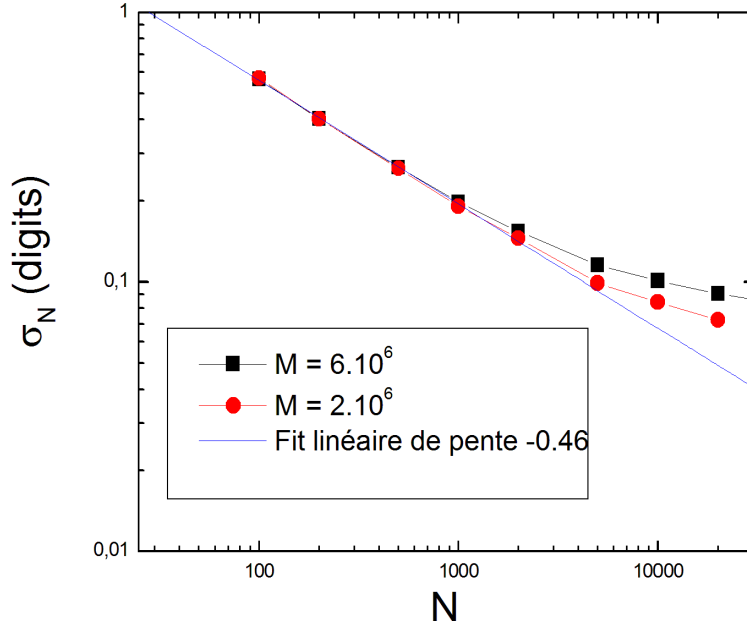 1
0,1
0,01
σN (digits)
M = 6.10⁶
M = 2.10⁶
Fit linéaire de pente -0.46
100
1000
10000
N